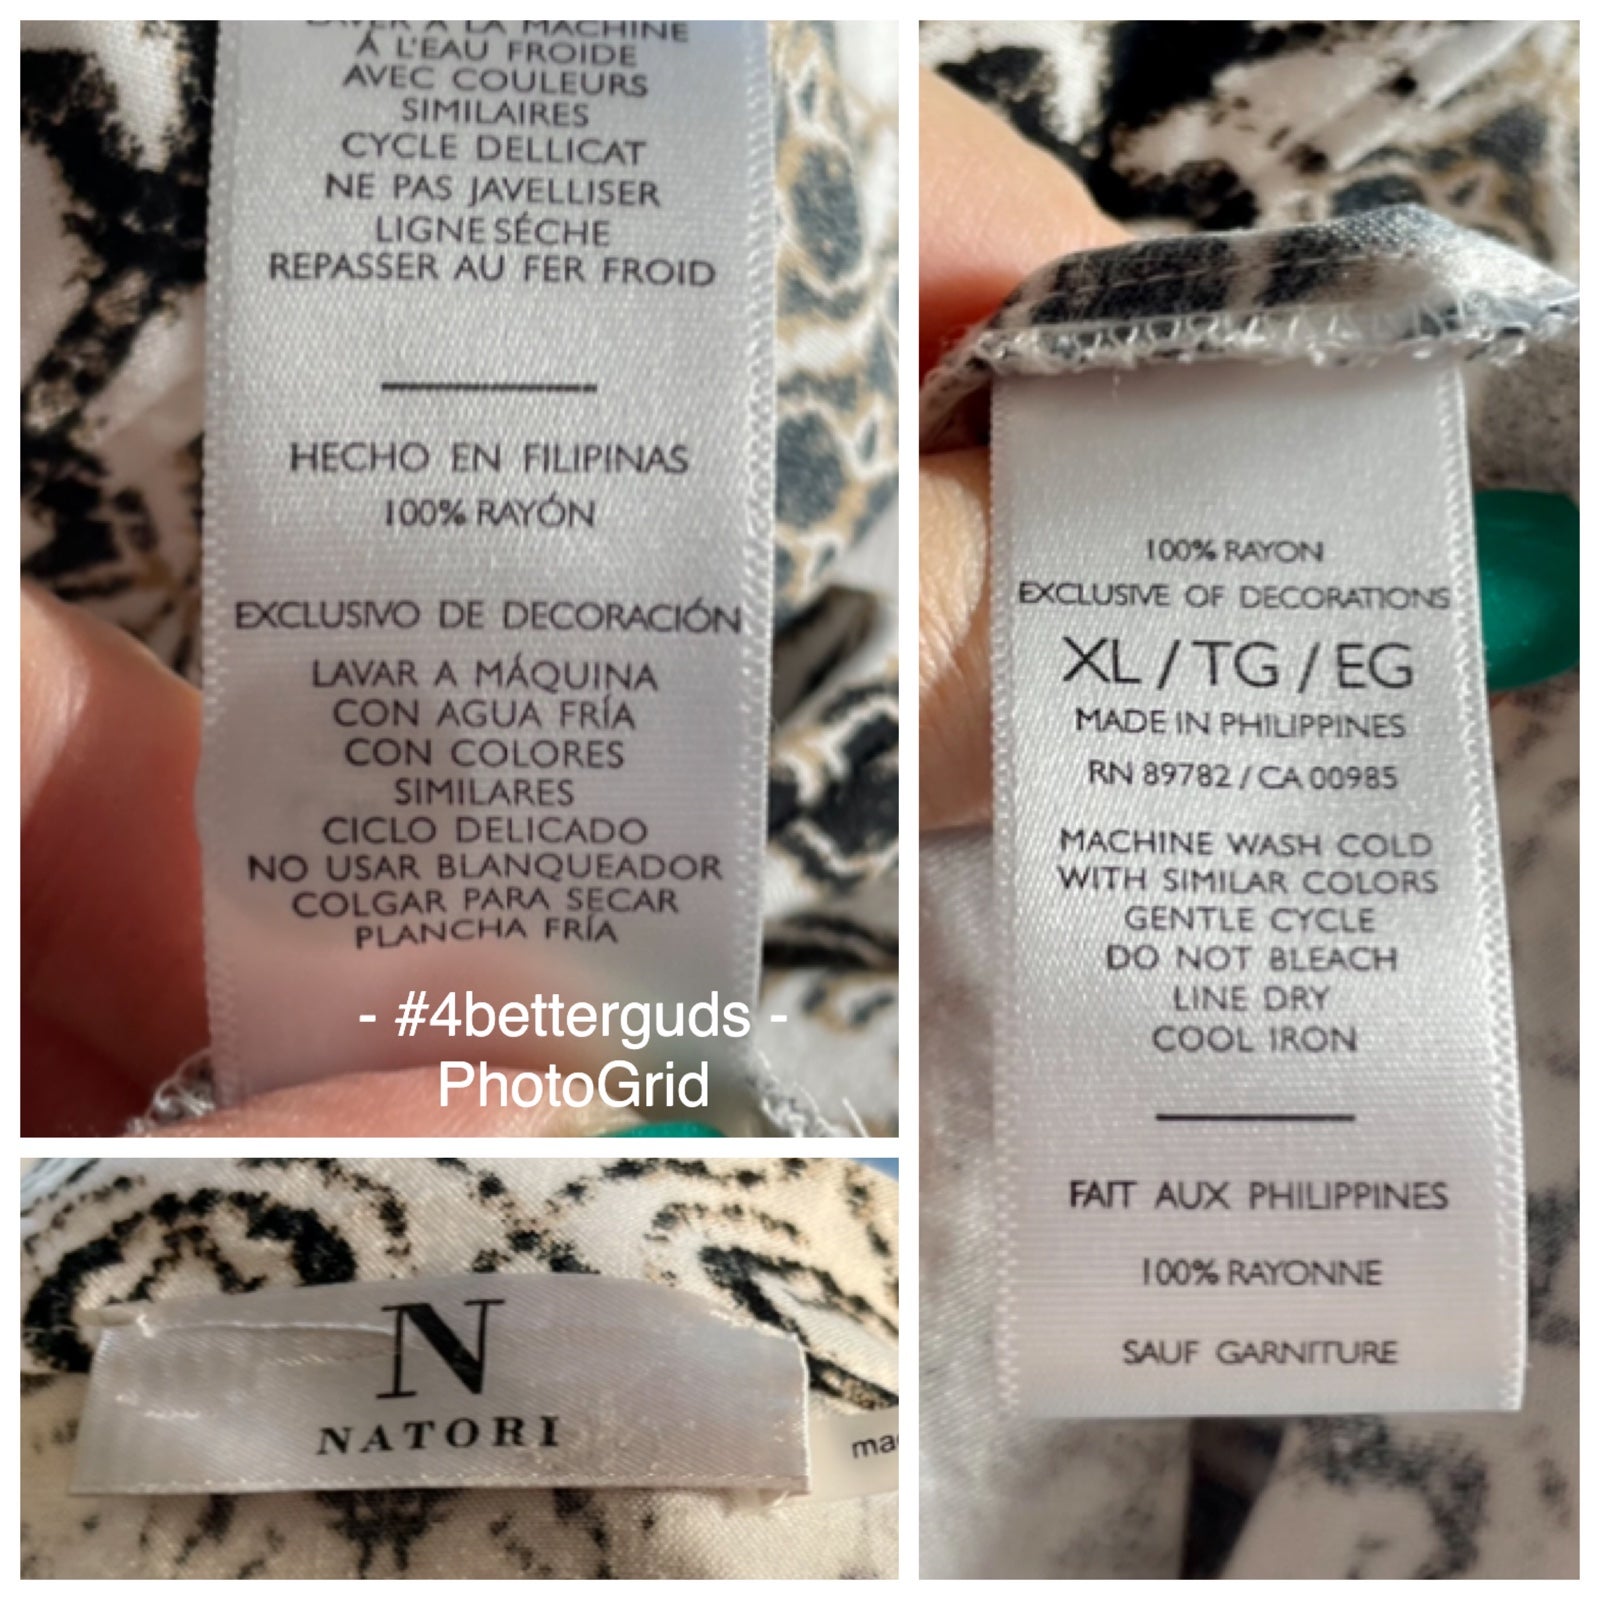 LAVER À LA MACHINE
À L'EAU FROIDE
AVEC COULEURS
SIMILAIRES
CYCLE DELLICAT
NE PAS JAVELLISER
LIGNE SÉCHE
REPASSER AU FER FROID
HECHO EN FILIPINAS
100% RAYÓN
EXCLUSIVO DE DECORACIÓN
LAVAR A MÁQUINA
CON AGUA FRÍA
CON COLORES
SIMILARES
CICLO DELICADO
NO USAR BLANQUEADOR
COLGAR PARA SECAR
PLANCHA FRÍA
- #4betterguds -
PhotoGrid
N
NATORI
100% RAYON
EXCLUSIVE OF DECORATIONS
XL / TG / EG
MADE IN PHILIPPINES
RN 89782 / CA 00985
MACHINE WASH COLD
WITH SIMILAR COLORS
GENTLE CYCLE
DO NOT BLEACH
LINE DRY
COOL IRON
FAIT AUX PHILIPPINES
100% RAYONNE
SAUF GARNITURE